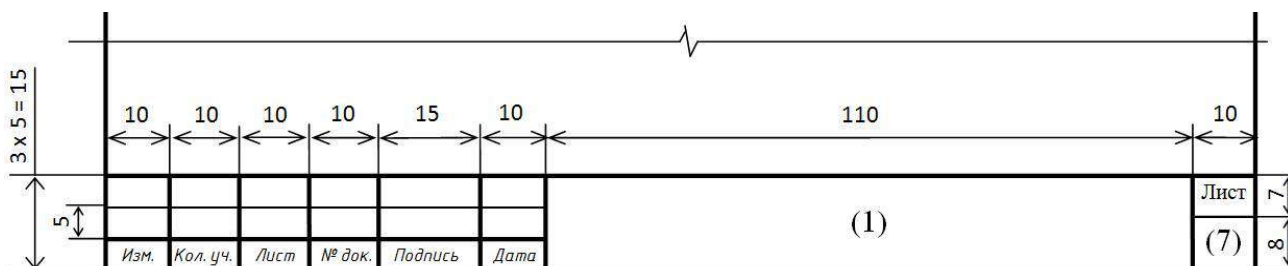 3 x 5 = 15
10 10 10 10 15 10 110 10
Лист 7
5 (1)
Изм. Кол. уч. Лист № док. Подпись Дата (7) 8